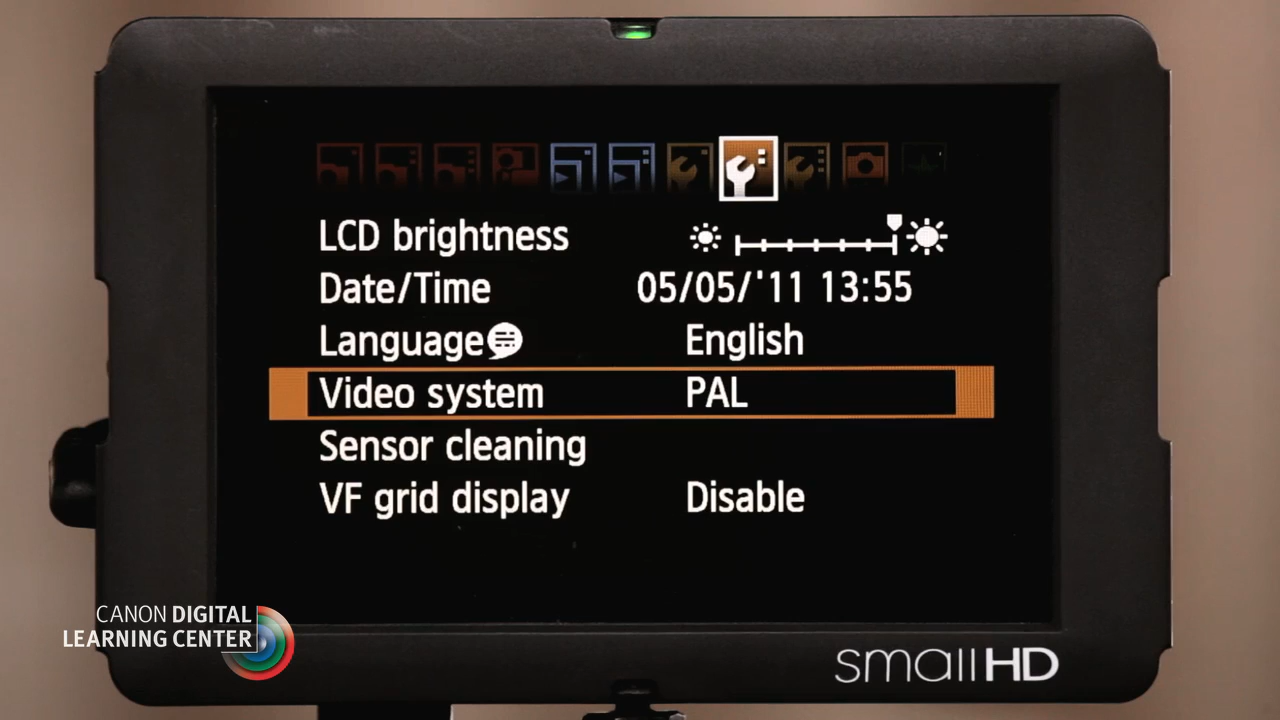 LCD brightness
Date/Time 05/05/'11 13:55
Language English
Video system PAL
Sensor cleaning
VF grid display Disable
CANON DIGITAL
LEARNING CENTER
smallHD